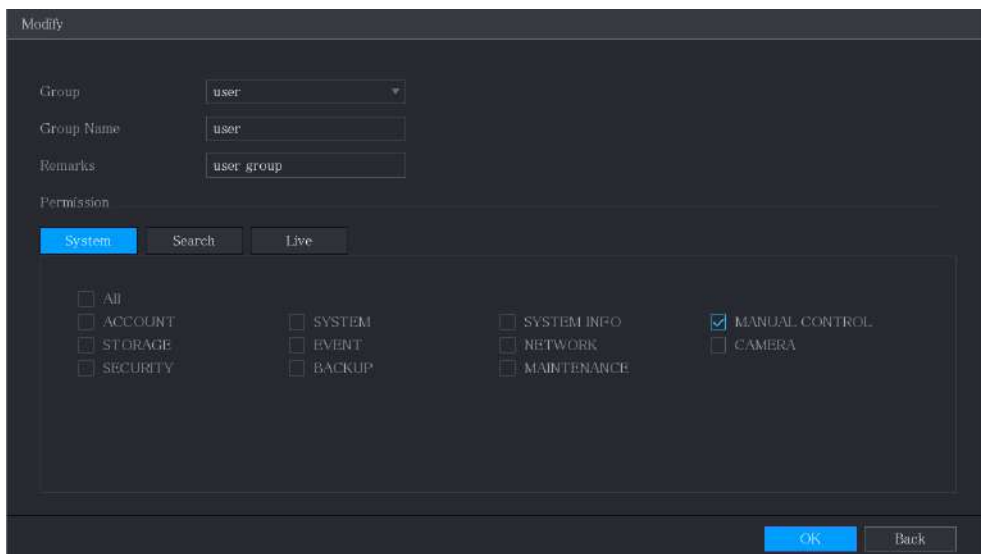 Modify
Group user
Group Name user
Remarks user group
Permission
System Search Live
All
ACCOUNT SYSTEM SYSTEM INFO MANUAL CONTROL
STORAGE EVENT NETWORK CAMERA
SECURITY BACKUP MAINTENANCE
OK Back